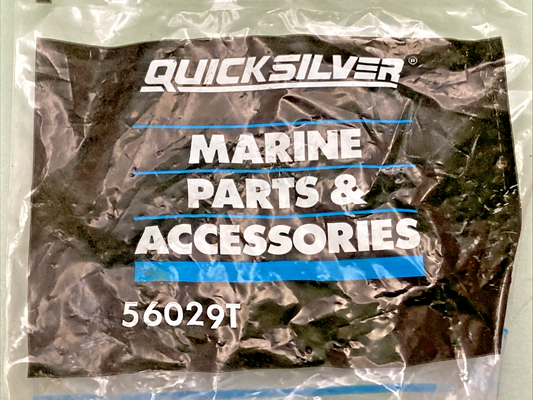 QUICKSILVER®
MARINE
PARTS &
ACCESSORIES
56029T